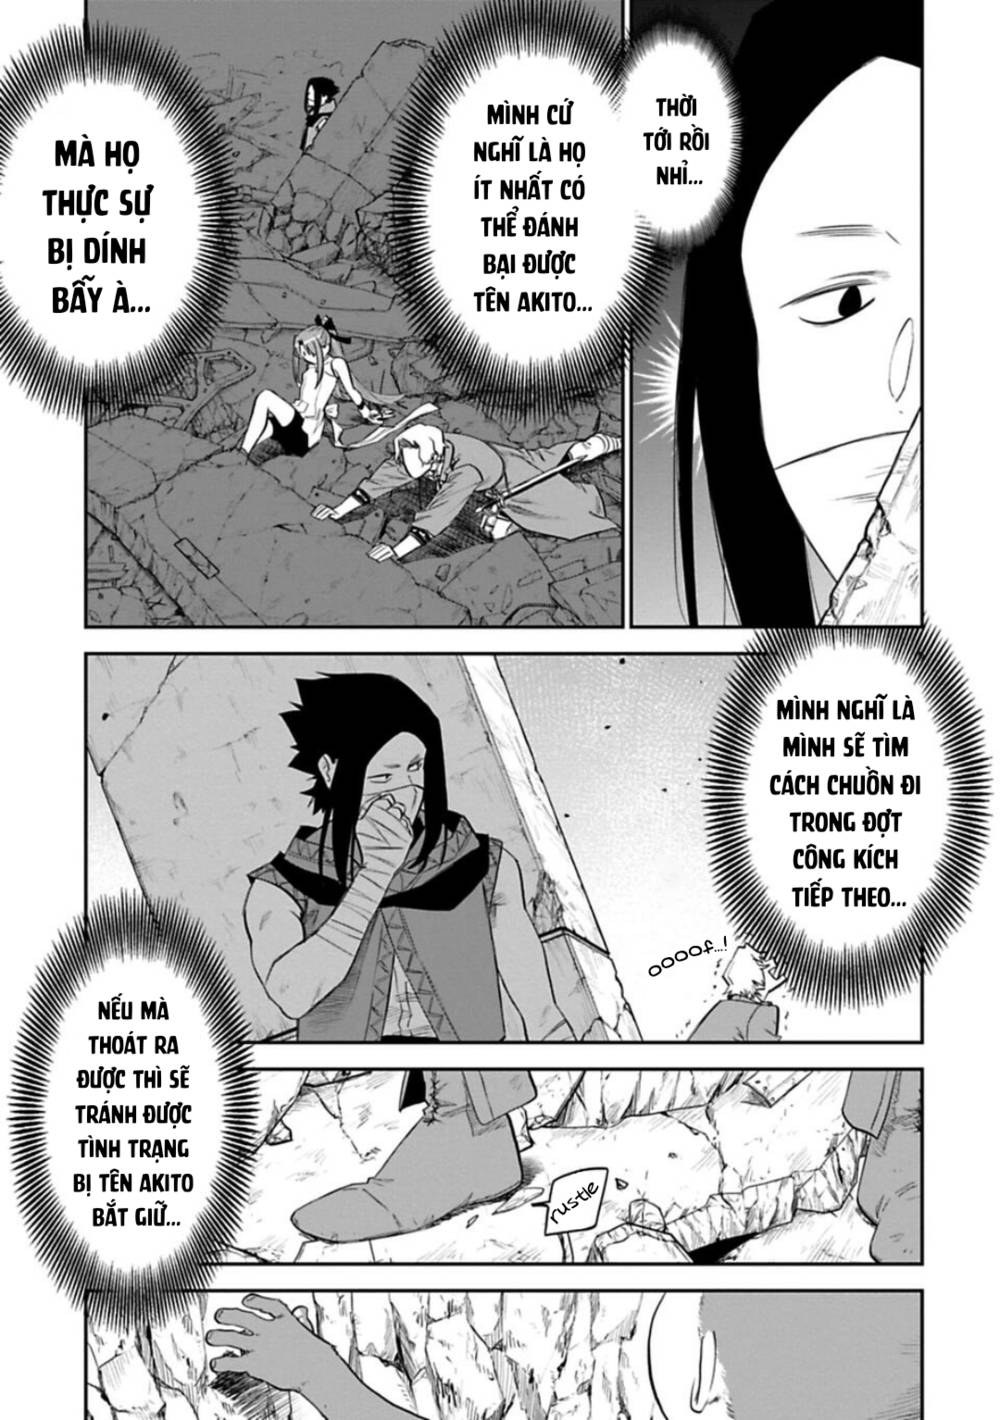 THỜI
TỚI RỒI
NHỈ...
MÌNH CỨ
NGHĨ LÀ HỌ
ÍT NHẤT CÓ
THỂ ĐÁNH
BẠI ĐƯỢC
TÊN AKITO...
MÀ HỌ
THỰC SỰ
BỊ DÍNH
BẪY À...
MÌNH NGHĨ LÀ
MÌNH SẼ TÌM
CÁCH CHUỒN ĐI
TRONG ĐỢT
CÔNG KÍCH
TIẾP THEO...
oooof...!
NẾU MÀ
THOÁT RA
ĐƯỢC THÌ SẼ
TRÁNH ĐƯỢC
TÌNH TRẠNG
BỊ TÊN AKITO
BẮT GIỮ...
rustle